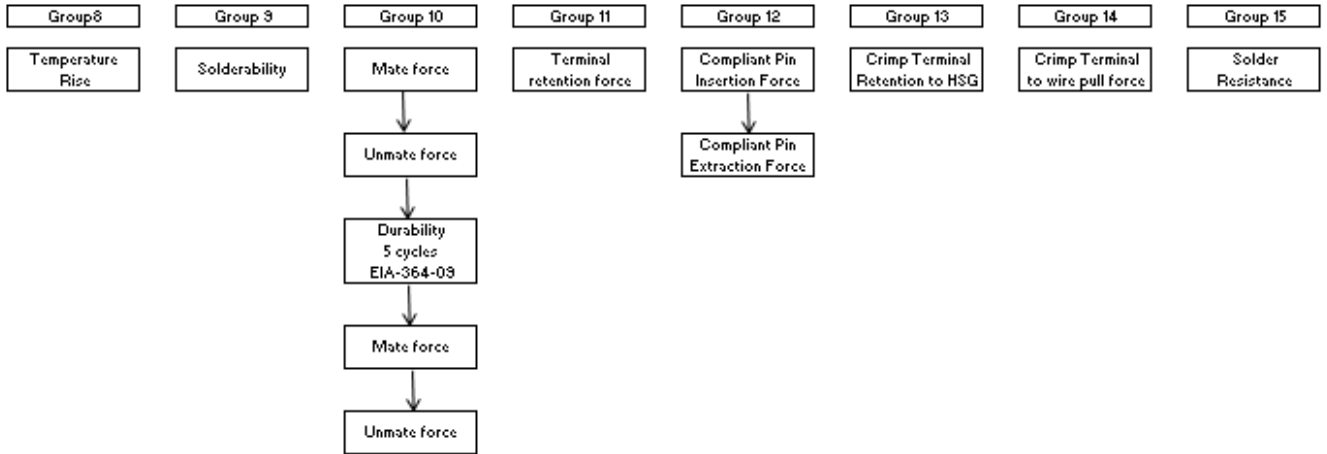 Group8
Group 9
Group 10
Group 11
Group 12
Group 13
Group 14
Group 15
Temperature
Rise
Solderability
Mate force
Terminal
retention force
Compliant Pin
Insertion Force
Crimp Terminal
Retention to HSG
Crimp Terminal
to wire pull force
Solder
Resistance
Unmate force
Compliant Pin
Extraction Force
Durability
5 cycles
EIA-364-09
Mate force
Unmate force